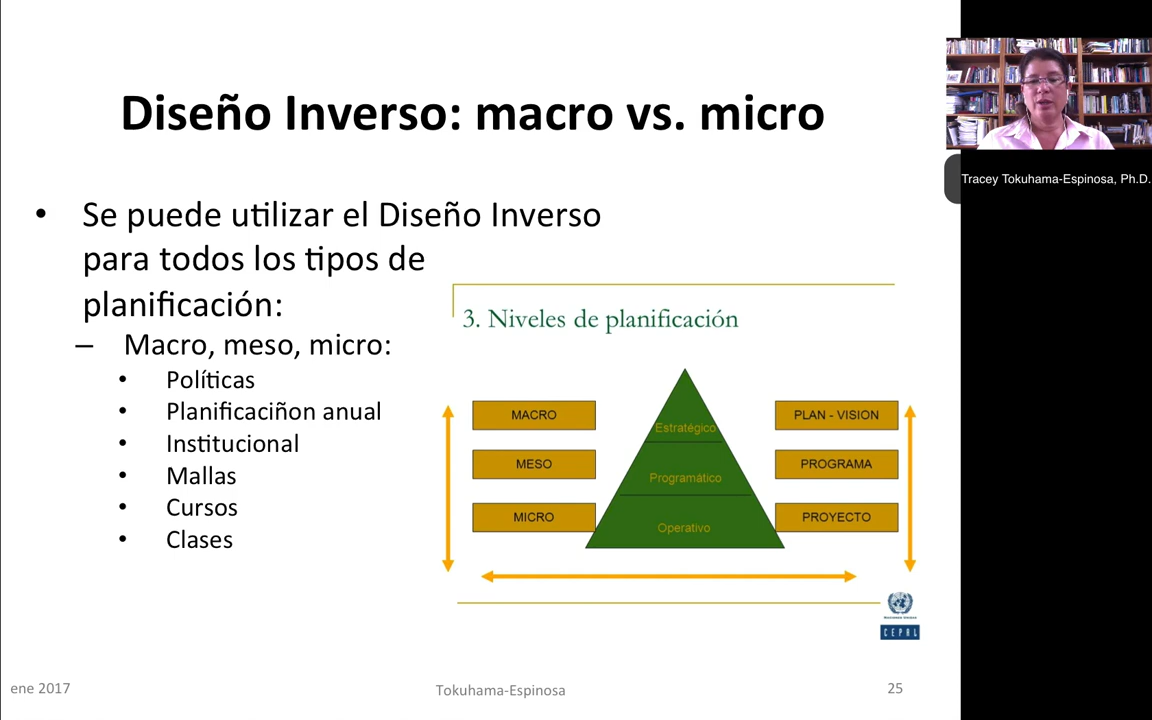 Diseño Inverso: macro vs. micro
• Se puede utilizar el Diseño Inverso
para todos los tipos de
planificación:
– Macro, meso, micro:
• Políticas
• Planificaciñon anual
• Institucional
• Mallas
• Cursos
• Clases
3. Niveles de planificación
MACRO
Estratégico
PLAN - VISION
MESO
Programático
PROGRAMA
MICRO
Operativo
PROYECTO
CEPAL
ene 2017
Tokuhama-Espinosa
25
Tracey Tokuhama-Espinosa, Ph.D.